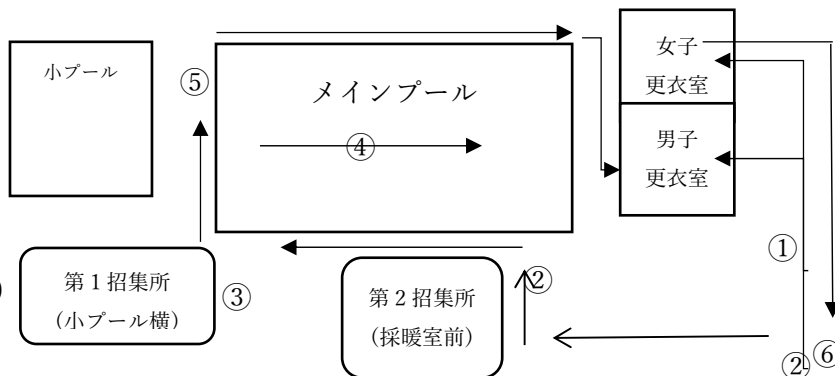 小プール
⑤
メインプール
④
女子
更衣室
男子
更衣室
①
第1招集所
(小プール横)
③
第2招集所
(採暖室前)
②
②
⑥